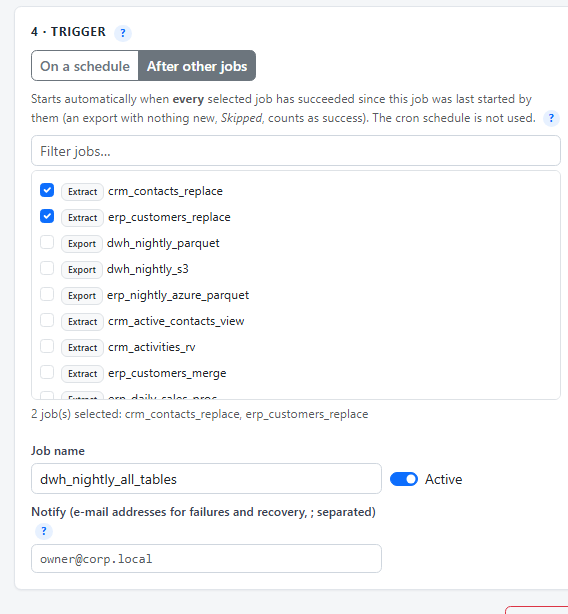 4 · TRIGGER ?
On a schedule After other jobs
Starts automatically when every selected job has succeeded since this job was last started by
them (an export with nothing new, Skipped, counts as success). The cron schedule is not used. ?
Filter jobs...
Extract crm_contacts_replace
Extract erp_customers_replace
Export dwh_nightly_parquet
Export dwh_nightly_s3
Export erp_nightly_azure_parquet
Extract crm_active_contacts_view
Extract crm_activities_rv
Extract erp_customers_merge
Extract erp_daily_sales_proc
2 job(s) selected: crm_contacts_replace, erp_customers_replace
Job name
dwh_nightly_all_tables Active
Notify (e-mail addresses for failures and recovery, ; separated)
?
owner@corp.local